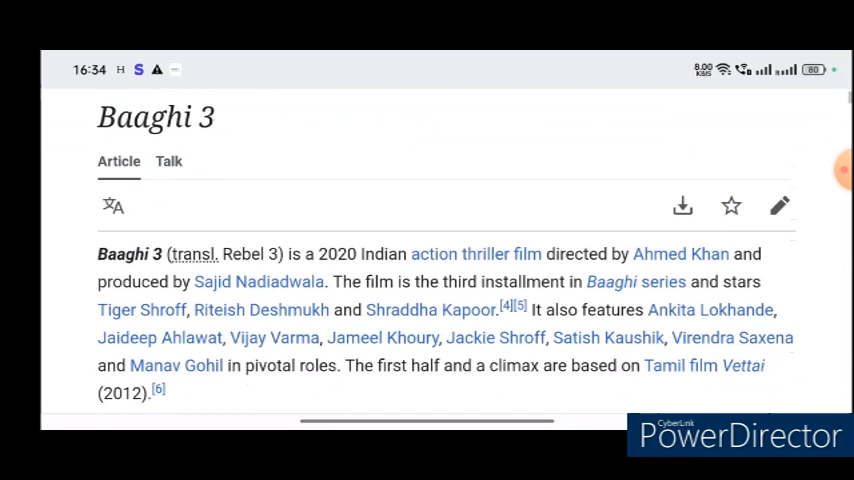 16:34 H S 8.00 KB/S 80
Baaghi 3
Article Talk
Baaghi 3 (transl. Rebel 3) is a 2020 Indian action thriller film directed by Ahmed Khan and
produced by Sajid Nadiadwala. The film is the third installment in Baaghi series and stars
Tiger Shroff, Riteish Deshmukh and Shraddha Kapoor.[4][5] It also features Ankita Lokhande,
Jaideep Ahlawat, Vijay Varma, Jameel Khoury, Jackie Shroff, Satish Kaushik, Virendra Saxena
and Manav Gohil in pivotal roles. The first half and a climax are based on Tamil film Vettai
(2012).[6]
CyberLink
PowerDirector